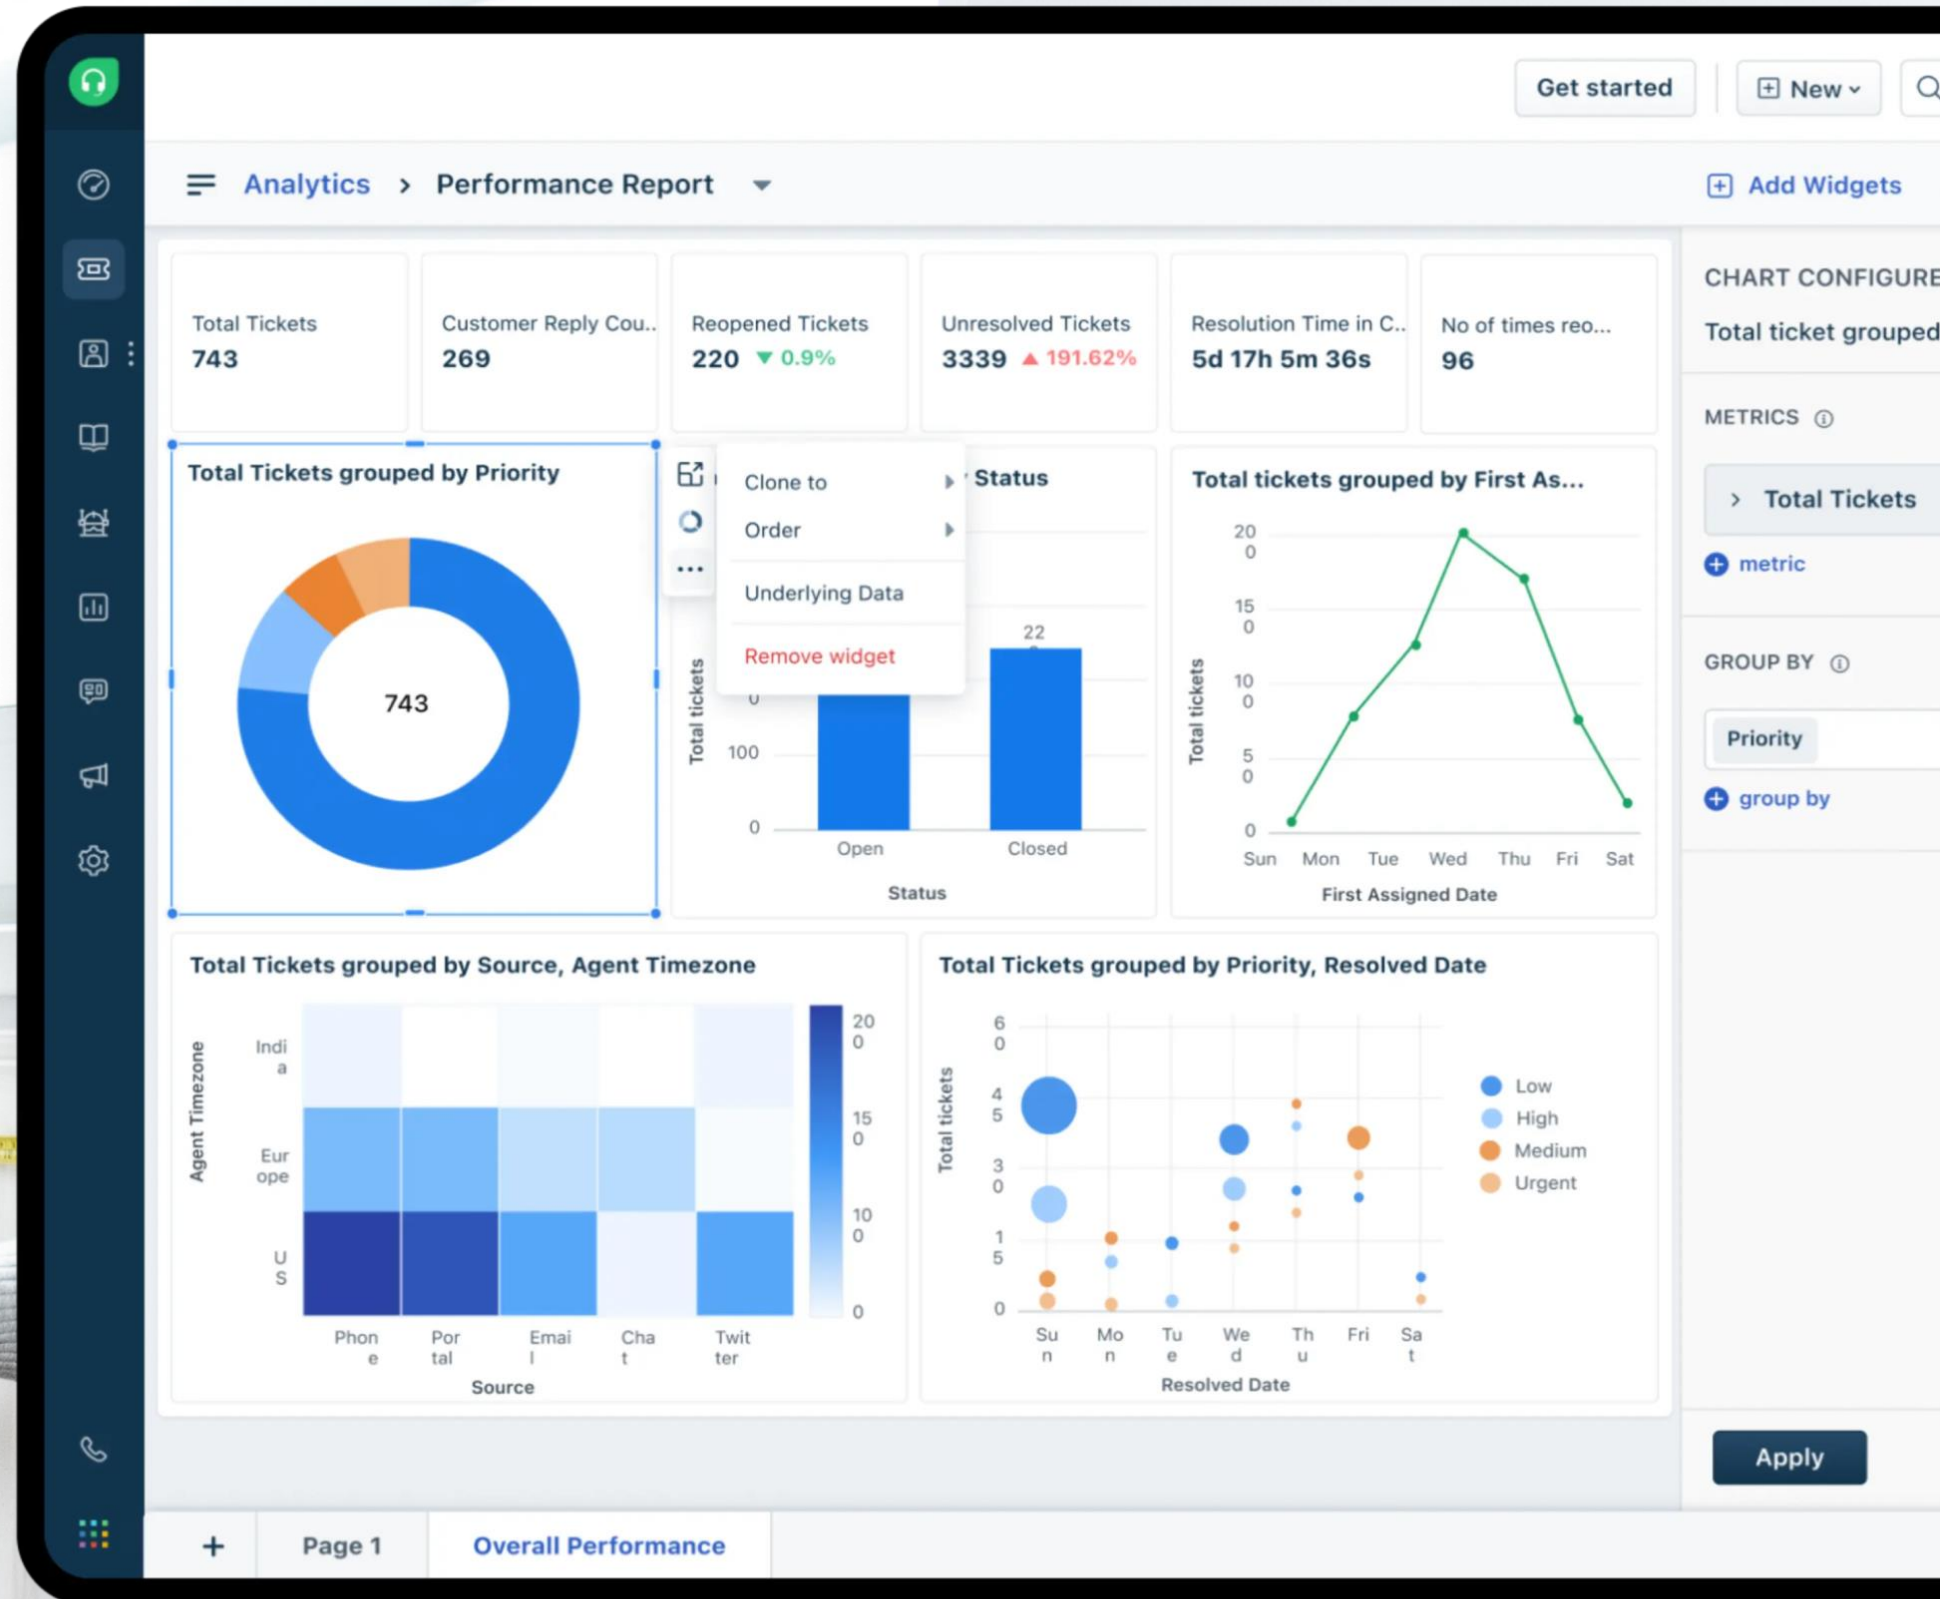 Get started
New
Analytics > Performance Report
Add Widgets
Total Tickets
743
Customer Reply Cou..
269
Reopened Tickets
220 ▼ 0.9%
Unresolved Tickets
3339 ▲ 191.62%
Resolution Time in C..
5d 17h 5m 36s
No of times reo...
96
CHART CONFIGURE
Total ticket grouped
METRICS
Total Tickets
metric
GROUP BY
Priority
group by
Apply
Total Tickets grouped by Priority
743
Clone to
Order
Underlying Data
Remove widget
Status
22
0
100
0
Total tickets
Open
Closed
Status
Total tickets grouped by First As...
20
0
15
0
10
0
5
0
0
Total tickets
Sun Mon Tue Wed Thu Fri Sat
First Assigned Date
Total Tickets grouped by Source, Agent Timezone
Agent Timezone
Indi
a
Eur
ope
U
S
20
0
15
0
10
0
0
Phon Por Emai Cha Twit
e tal l t ter
Source
Total Tickets grouped by Priority, Resolved Date
Total tickets
6
0
4
5
3
0
1
5
0
Su Mo Tu We Th Fri Sa
n n e d u t
Resolved Date
Low
High
Medium
Urgent
+ Page 1 Overall Performance